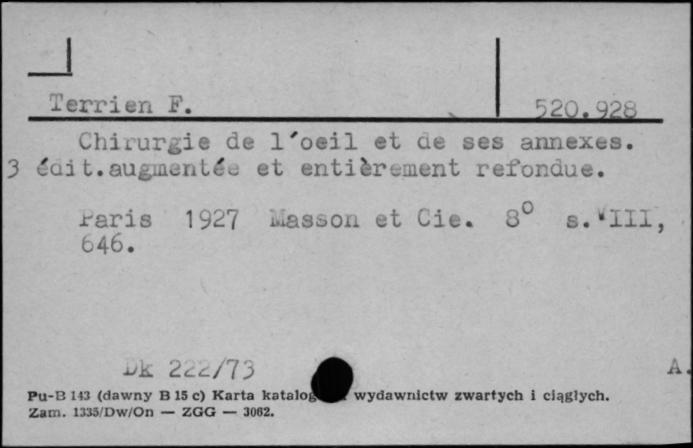 Terrien F. 520.928
Chirurgie de l'oeil et de ses annexes.
3 édit.augmentée et entièrement refondue.
Paris 1927 Masson et Cie. 8° s. VIII,
646.
Dk 222/73 A.
Pu-B 143 (dawny B 15 c) Karta katalog wydawnictw zwartych i ciągłych.
Zam. 1335/Dw/On — ZGG — 3062.